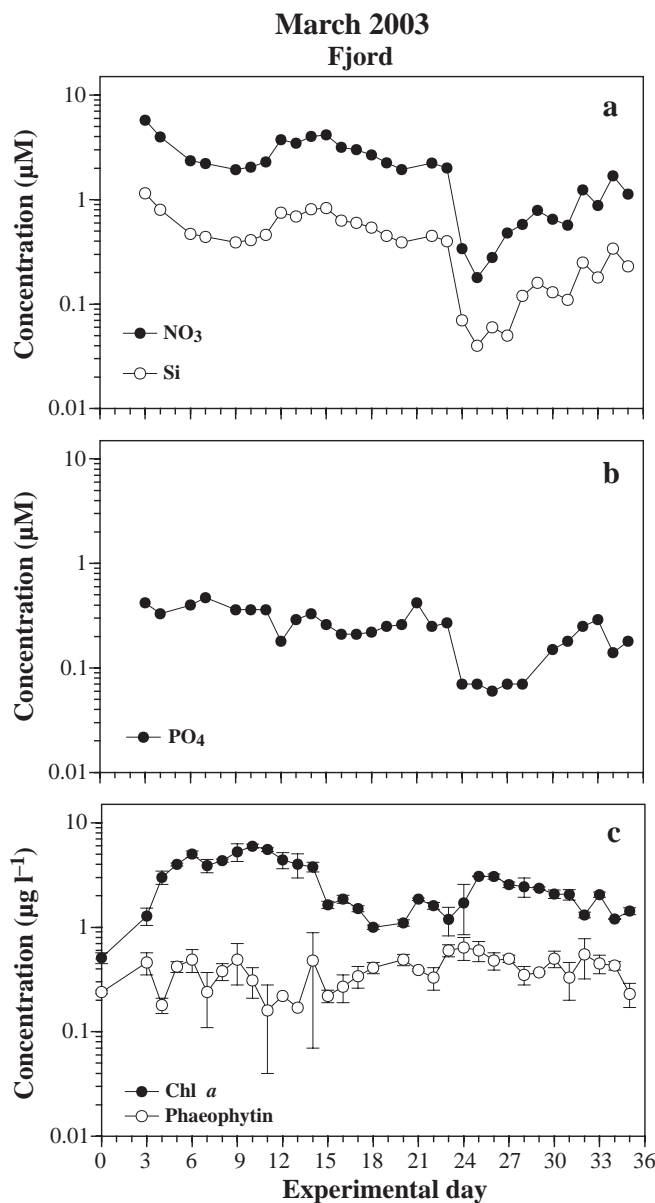 March 2003
Fjord
a
Concentration (µM)
10
1
0.1
0.01
NO3
Si
b
Concentration (µM)
10
1
0.1
0.01
PO4
c
Concentration (µg l–1)
10
1
0.1
0.01
Chl a
Phaeophytin
0 3 6 9 12 15 18 21 24 27 30 33 36
Experimental day